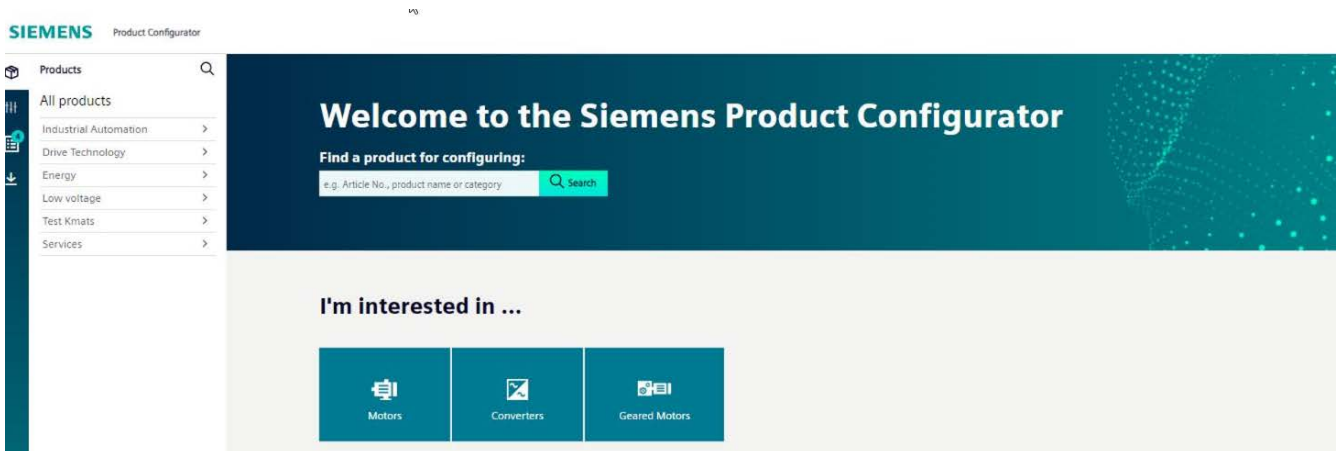 SIEMENS Product Configurator
Products
All products
Industrial Automation
Drive Technology
Energy
Low voltage
Test Kmats
Services
Welcome to the Siemens Product Configurator
Find a product for configuring:
e.g. Article No., product name or category Search
I'm interested in ...
Motors Converters Geared Motors